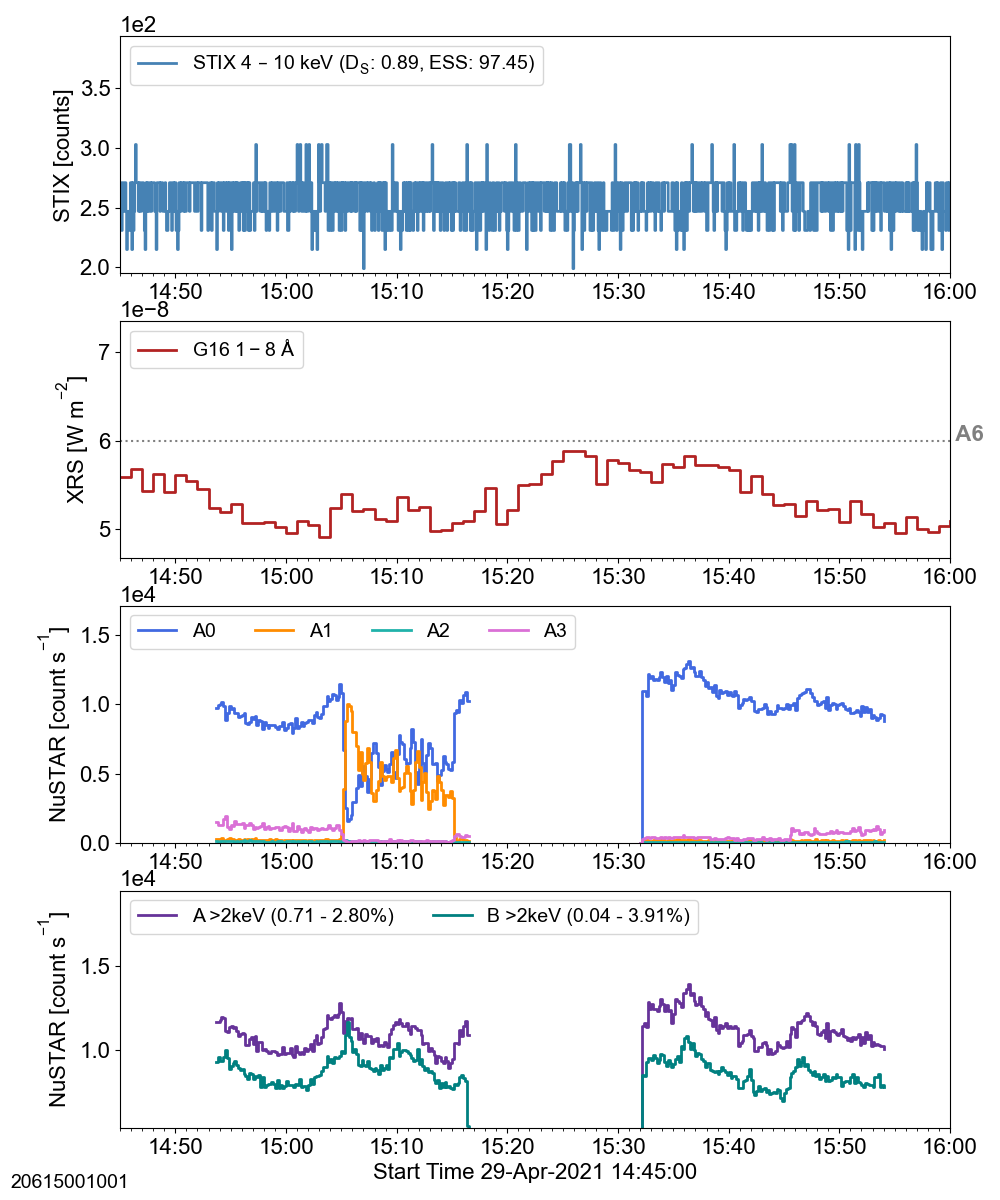 1e2
STIX 4 – 10 keV (DS: 0.89, ESS: 97.45)
STIX [counts]
3.5
3.0
2.5
2.0
14:50 15:00 15:10 15:20 15:30 15:40 15:50 16:00
1e−8
G16 1 – 8 Å
XRS [W m−2]
7
6
5
A6
14:50 15:00 15:10 15:20 15:30 15:40 15:50 16:00
1e4
A0 A1 A2 A3
NuSTAR [count s−1]
1.5
1.0
0.5
0.0
14:50 15:00 15:10 15:20 15:30 15:40 15:50 16:00
1e4
A >2keV (0.71 - 2.80%) B >2keV (0.04 - 3.91%)
NuSTAR [count s−1]
1.5
1.0
14:50 15:00 15:10 15:20 15:30 15:40 15:50 16:00
Start Time 29-Apr-2021 14:45:00
20615001001